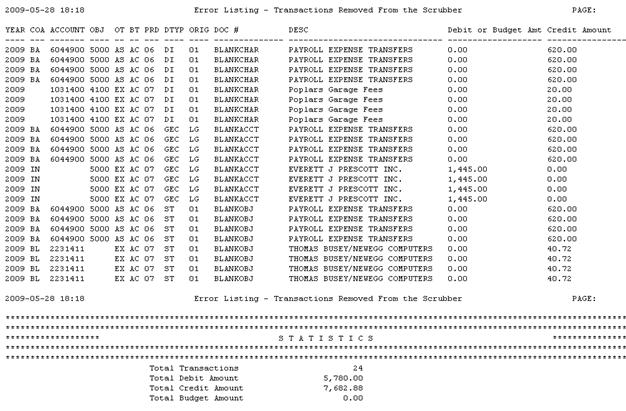 2009-05-28 18:18 Error Listing - Transactions Removed From the Scrubber PAGE:
YEAR COA ACCOUNT OBJ OT BT PRD DTYP ORIG DOC # DESC Debit or Budget Amt Credit Amount
---- --- ------- ---- -- -- --- ---- ---- -------------- ---------------------------------------- -------------------- ----------------
2009 BA 6044900 5000 AS AC 06 DI 01 BLANKCHAR PAYROLL EXPENSE TRANSFERS 0.00 620.00
2009 BA 6044900 5000 AS AC 06 DI 01 BLANKCHAR PAYROLL EXPENSE TRANSFERS 0.00 620.00
2009 BA 6044900 5000 AS AC 06 DI 01 BLANKCHAR PAYROLL EXPENSE TRANSFERS 0.00 620.00
2009 BA 6044900 5000 AS AC 06 DI 01 BLANKCHAR PAYROLL EXPENSE TRANSFERS 0.00 620.00
2009 1031400 4100 EX AC 07 DI 01 BLANKCHAR Poplars Garage Fees 0.00 20.00
2009 1031400 4100 EX AC 07 DI 01 BLANKCHAR Poplars Garage Fees 0.00 20.00
2009 1031400 4100 EX AC 07 DI 01 BLANKCHAR Poplars Garage Fees 0.00 20.00
2009 1031400 4100 EX AC 07 DI 01 BLANKCHAR Poplars Garage Fees 0.00 20.00
2009 BA 6044900 5000 AS AC 06 GEC LG BLANKACCT PAYROLL EXPENSE TRANSFERS 0.00 620.00
2009 BA 6044900 5000 AS AC 06 GEC LG BLANKACCT PAYROLL EXPENSE TRANSFERS 0.00 620.00
2009 BA 6044900 5000 AS AC 06 GEC LG BLANKACCT PAYROLL EXPENSE TRANSFERS 0.00 620.00
2009 BA 6044900 5000 AS AC 06 GEC LG BLANKACCT PAYROLL EXPENSE TRANSFERS 0.00 620.00
2009 IN 5000 EX AC 07 GEC LG BLANKACCT EVERETT J PRESCOTT INC. 1,445.00 0.00
2009 IN 5000 EX AC 07 GEC LG BLANKACCT EVERETT J PRESCOTT INC. 1,445.00 0.00
2009 IN 5000 EX AC 07 GEC LG BLANKACCT EVERETT J PRESCOTT INC. 1,445.00 0.00
2009 IN 5000 EX AC 07 GEC LG BLANKACCT EVERETT J PRESCOTT INC. 1,445.00 0.00
2009 BA 6044900 5000 AS AC 06 ST 01 BLANKOBJ PAYROLL EXPENSE TRANSFERS 0.00 620.00
2009 BA 6044900 5000 AS AC 06 ST 01 BLANKOBJ PAYROLL EXPENSE TRANSFERS 0.00 620.00
2009 BA 6044900 5000 AS AC 06 ST 01 BLANKOBJ PAYROLL EXPENSE TRANSFERS 0.00 620.00
2009 BA 6044900 5000 AS AC 06 ST 01 BLANKOBJ PAYROLL EXPENSE TRANSFERS 0.00 620.00
2009 BL 2231411 EX AC 07 ST 01 BLANKOBJ THOMAS BUSEY/NEWEGG COMPUTERS 0.00 40.72
2009 BL 2231411 EX AC 07 ST 01 BLANKOBJ THOMAS BUSEY/NEWEGG COMPUTERS 0.00 40.72
2009 BL 2231411 EX AC 07 ST 01 BLANKOBJ THOMAS BUSEY/NEWEGG COMPUTERS 0.00 40.72
2009 BL 2231411 EX AC 07 ST 01 BLANKOBJ THOMAS BUSEY/NEWEGG COMPUTERS 0.00 40.72
2009-05-28 18:18 Error Listing - Transactions Removed From the Scrubber PAGE:
S T A T I S T I C S
Total Transactions 24
Total Debit Amount 5,780.00
Total Credit Amount 7,682.88
Total Budget Amount 0.00